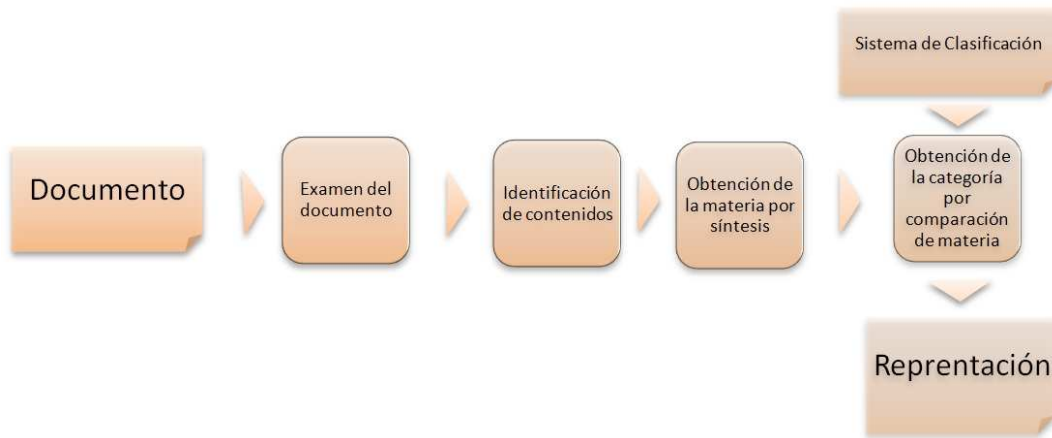 Documento
Examen del
documento
Identificación
de contenidos
Obtención de
la materia por
síntesis
Sistema de Clasificación
Obtención de
la categoría
por
comparación
de materia
Reprentación